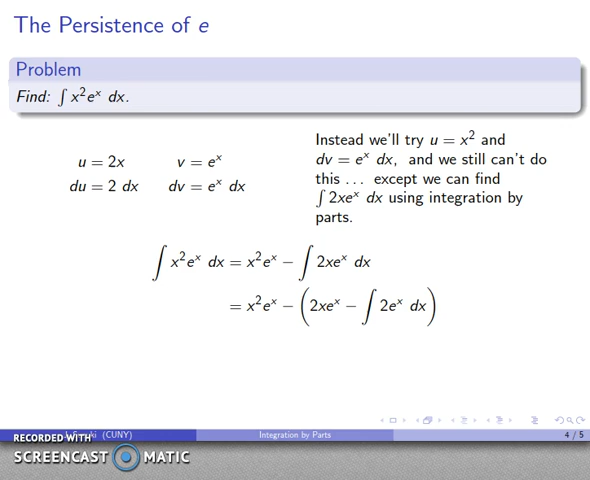 The Persistence of e
Problem
Find: ∫ x²eˣ dx.
u = 2x v = eˣ
du = 2 dx dv = eˣ dx
Instead we'll try u = x² and
dv = eˣ dx, and we still can't do
this ... except we can find
∫ 2xeˣ dx using integration by
parts.
∫ x²eˣ dx = x²eˣ − ∫ 2xeˣ dx
= x²eˣ − (2xeˣ − ∫ 2eˣ dx)
(CUNY) Integration by Parts 4 / 5
RECORDED WITH
SCREENCAST MATIC